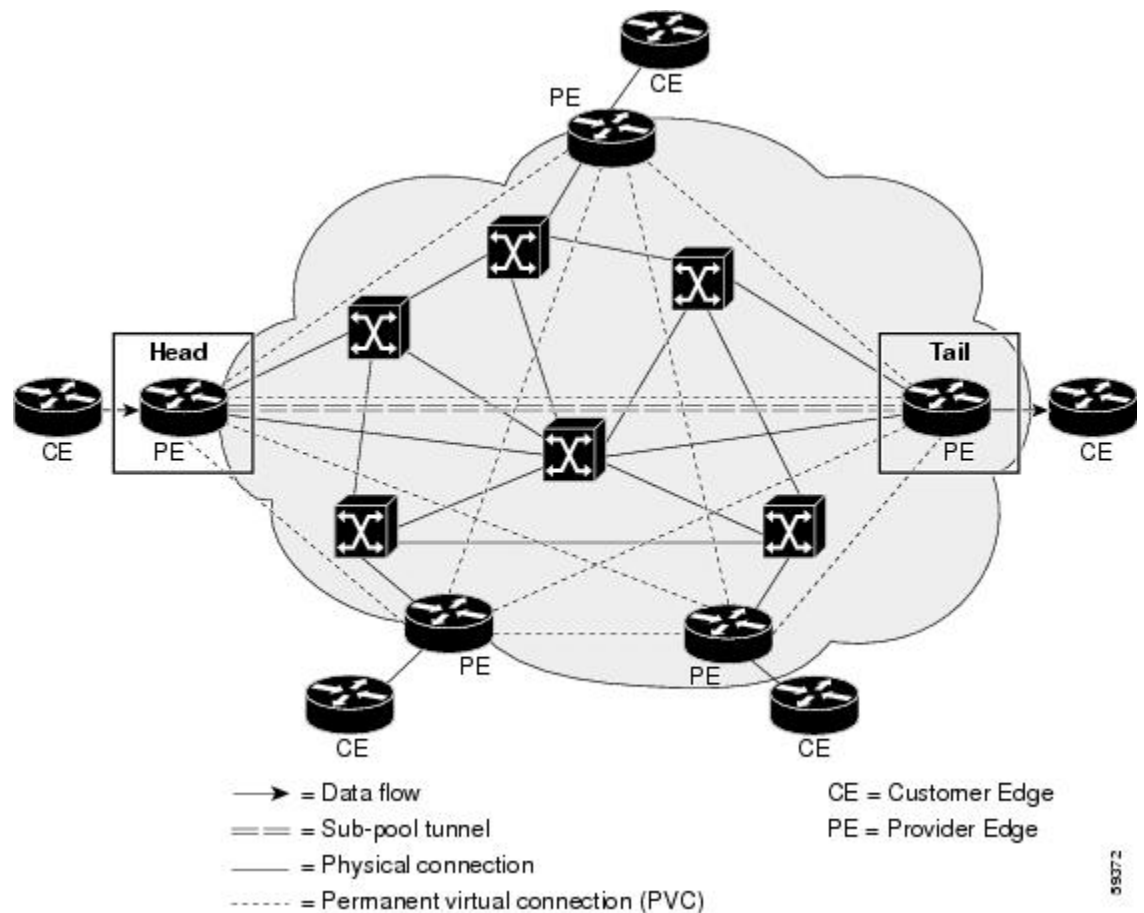 CE
PE
Head
Tail
CE
PE
PE
CE
PE
PE
CE
CE
= Data flow
= Sub-pool tunnel
= Physical connection
= Permanent virtual connection (PVC)
CE = Customer Edge
PE = Provider Edge
59372